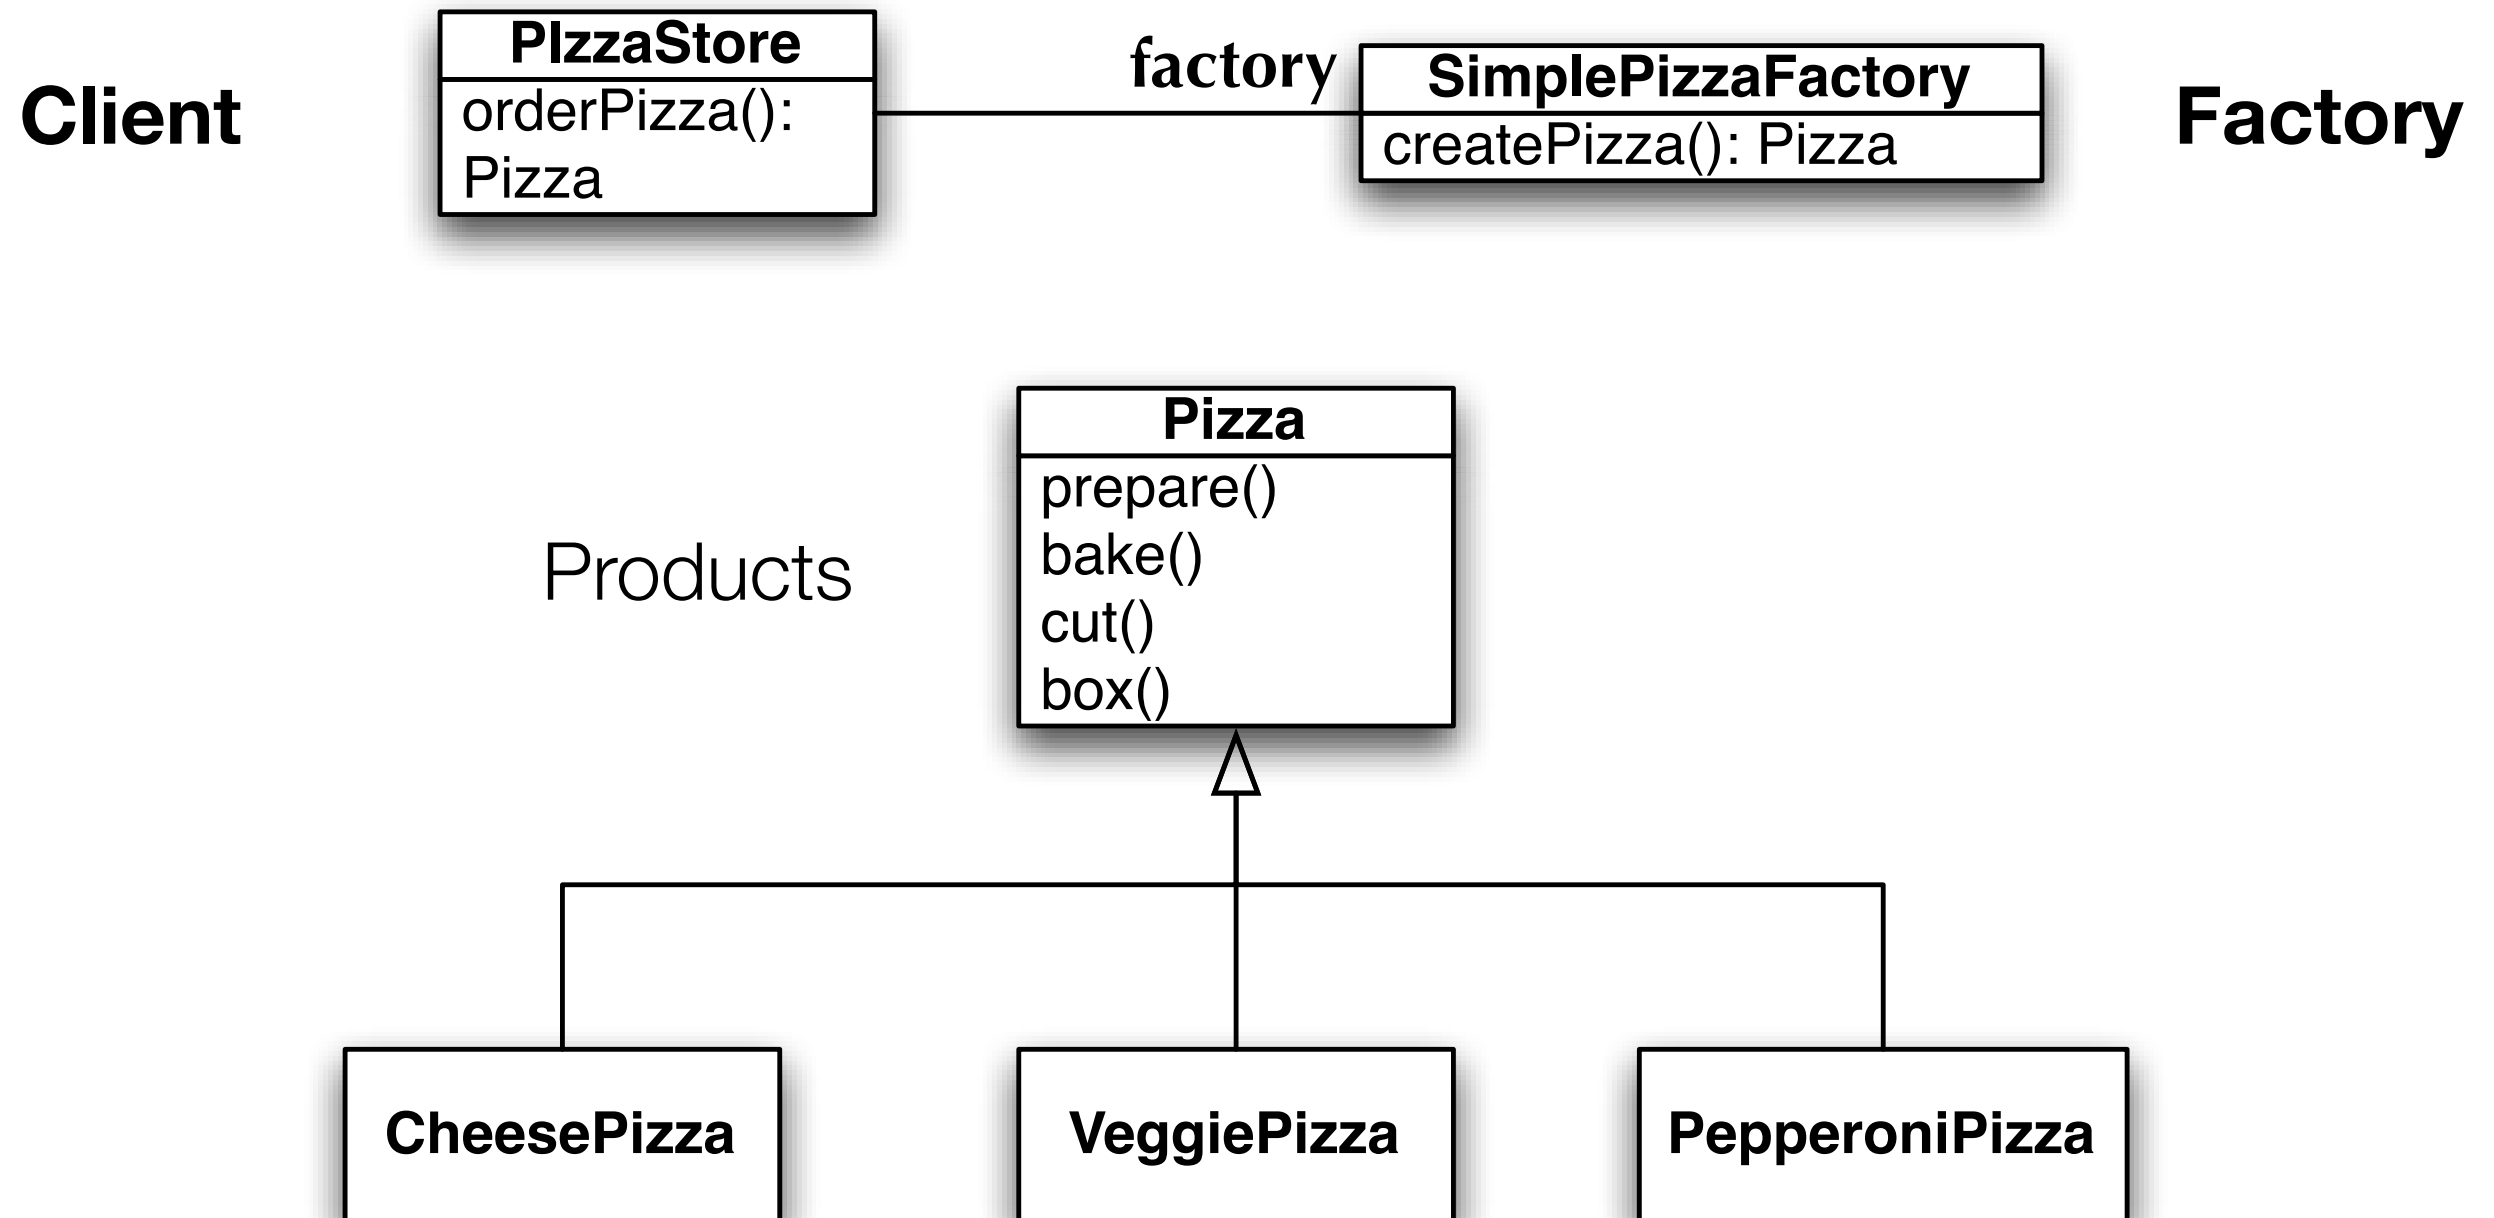 Client
PIzzaStore
orderPizza():
Pizza
factory
SimplePizzaFactory
createPizza(): Pizza
Factory
Products
Pizza
prepare()
bake()
cut()
box()
CheesePizza
VeggiePizza
PepperoniPizza